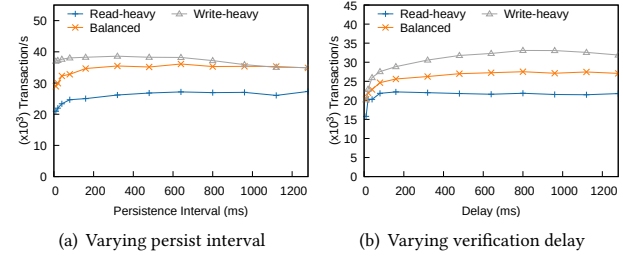 (x10³) Transaction/s
55
50
40
30
20
10
0
Read-heavy
Balanced
Write-heavy
0 200 400 600 800 1000 1200
Persistence Interval (ms)
(a) Varying persist interval
(x10³) Transaction/s
45
40
35
30
25
20
15
10
5
0
Read-heavy
Balanced
Write-heavy
0 200 400 600 800 1000 1200
Delay (ms)
(b) Varying verification delay